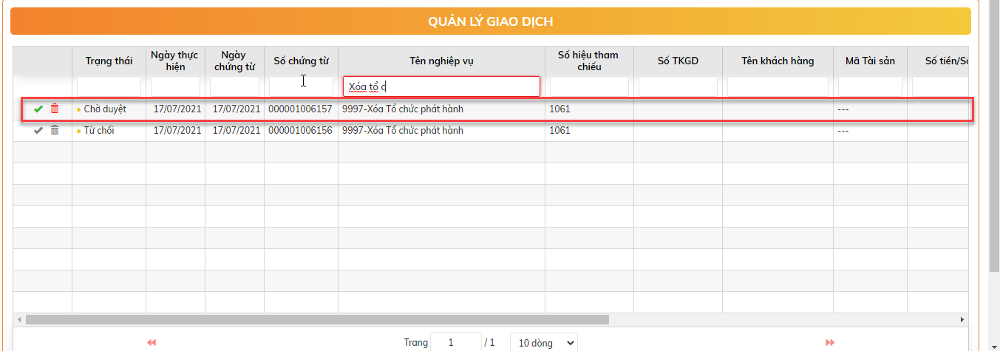 QUẢN LÝ GIAO DỊCH
Trạng thái Ngày thực hiện Ngày chứng từ Số chứng từ Tên nghiệp vụ Số hiệu tham chiếu Số TKGD Tên khách hàng Mã Tài sản Số tiền/Số
Xóa tổ c
Chờ duyệt 17/07/2021 17/07/2021 000001006157 9997-Xóa Tổ chức phát hành 1061 ---
Từ chối 17/07/2021 17/07/2021 000001006156 9997-Xóa Tổ chức phát hành 1061 ---
Trang 1 / 1 10 dòng